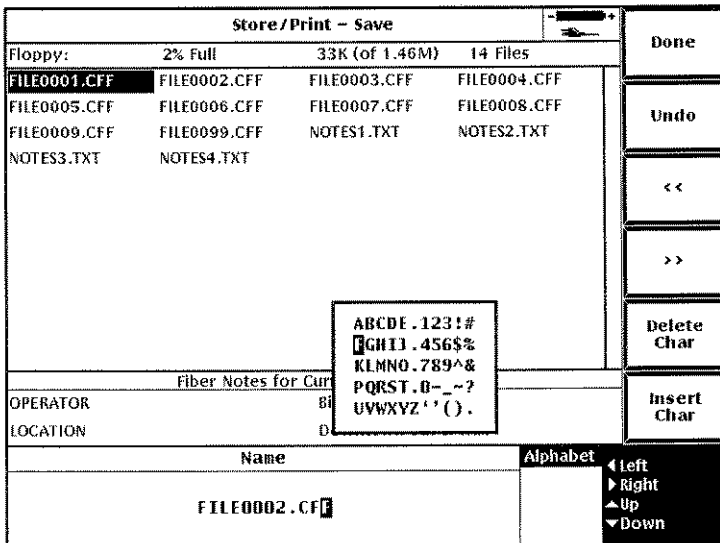 Store/Print – Save
- +
Floppy: 2% Full 33K (of 1.46M) 14 Files
FILE0001.CFF FILE0002.CFF FILE0003.CFF FILE0004.CFF
FILE0005.CFF FILE0006.CFF FILE0007.CFF FILE0008.CFF
FILE0009.CFF FILE0099.CFF NOTES1.TXT NOTES2.TXT
NOTES3.TXT NOTES4.TXT
ABCDE.123!#
FGHIJ.456$%
KLMNO.789^&
PQRST.0-_~?
UVWXYZ‘’().
Fiber Notes for Cur
OPERATOR Bi
LOCATION D
Name
FILE0002.CFF
Alphabet
Left
Right
Up
Down
Done
Undo
<<
>>
Delete
Char
Insert
Char